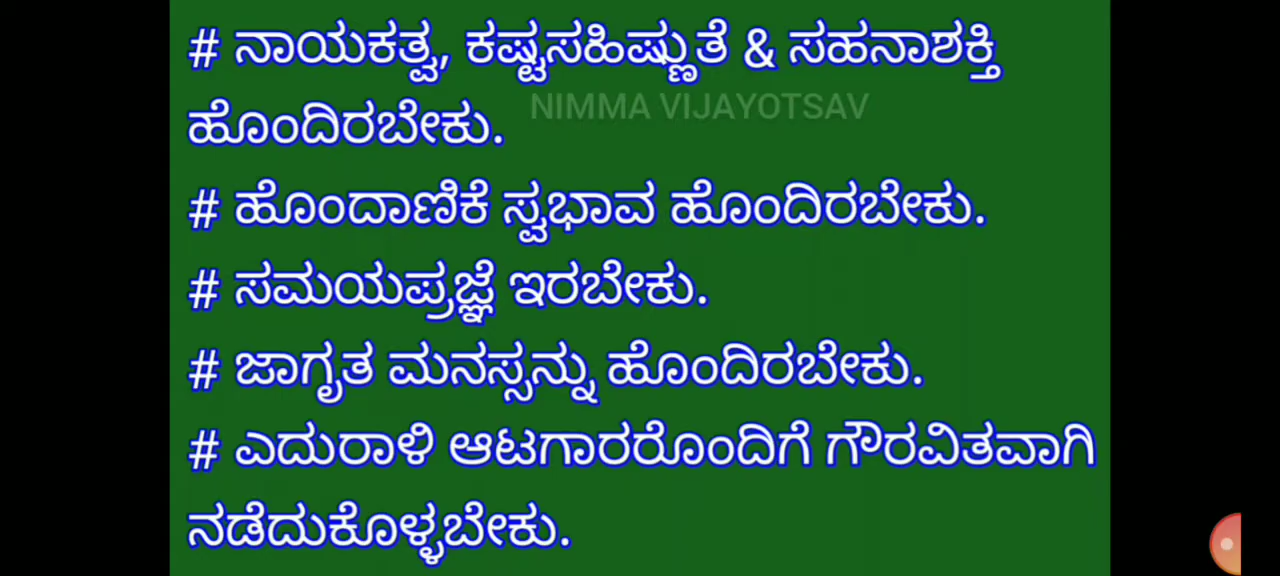 # ನಾಯಕತ್ವ, ಕಷ್ಟಸಹಿಷ್ಣುತೆ & ಸಹನಾಶಕ್ತಿ
NIMMA VIJAYOTSAV
ಹೊಂದಿರಬೇಕು.
# ಹೊಂದಾಣಿಕೆ ಸ್ವಭಾವ ಹೊಂದಿರಬೇಕು.
# ಸಮಯಪ್ರಜ್ಞೆ ಇರಬೇಕು.
# ಜಾಗೃತ ಮನಸ್ಸನ್ನು ಹೊಂದಿರಬೇಕು.
# ಎದುರಾಳಿ ಆಟಗಾರರೊಂದಿಗೆ ಗೌರವಿತವಾಗಿ
ನಡೆದುಕೊಳ್ಳಬೇಕು.